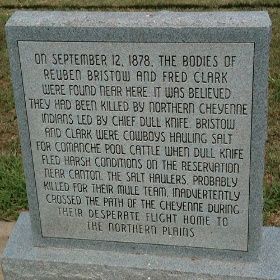 ON SEPTEMBER 12, 1878, THE BODIES OF
REUBEN BRISTOW AND FRED CLARK
WERE FOUND NEAR HERE. IT WAS BELIEVED
THEY HAD BEEN KILLED BY NORTHERN CHEYENNE
INDIANS LED BY CHIEF DULL KNIFE. BRISTOW
AND CLARK WERE COWBOYS HAULING SALT
FOR COMANCHE POOL CATTLE WHEN DULL KNIFE
FLED HARSH CONDITIONS ON THE RESERVATION
NEAR CANTON. THE SALT HAULERS, PROBABLY
KILLED FOR THEIR MULE TEAM, INADVERTENTLY
CROSSED THE PATH OF THE CHEYENNE DURING
THEIR DESPERATE FLIGHT HOME TO
THE NORTHERN PLAINS